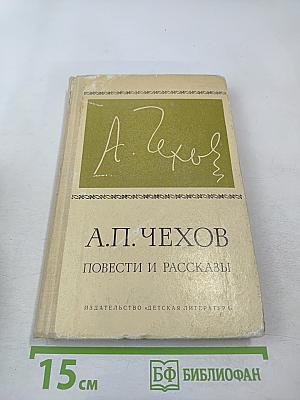 А. Чехов
А.П. ЧЕХОВ
ПОВЕСТИ И РАССКАЗЫ
ИЗДАТЕЛЬСТВО «ДЕТСКАЯ ЛИТЕРАТУРА»
15 см
БФ БИБЛИОФАН